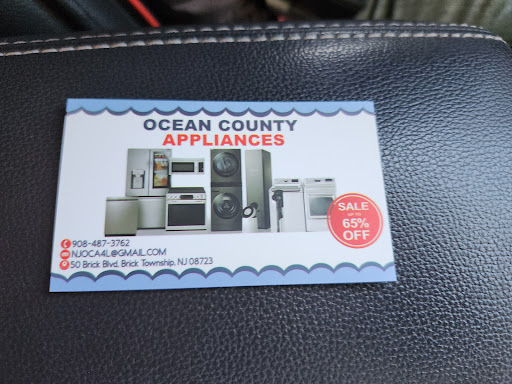 OCEAN COUNTY
APPLIANCES
SALE
UP TO
65%
OFF
908-487-3762
NJOCA4L@GMAIL.COM
50 Brick Blvd, Brick Township, NJ 08723